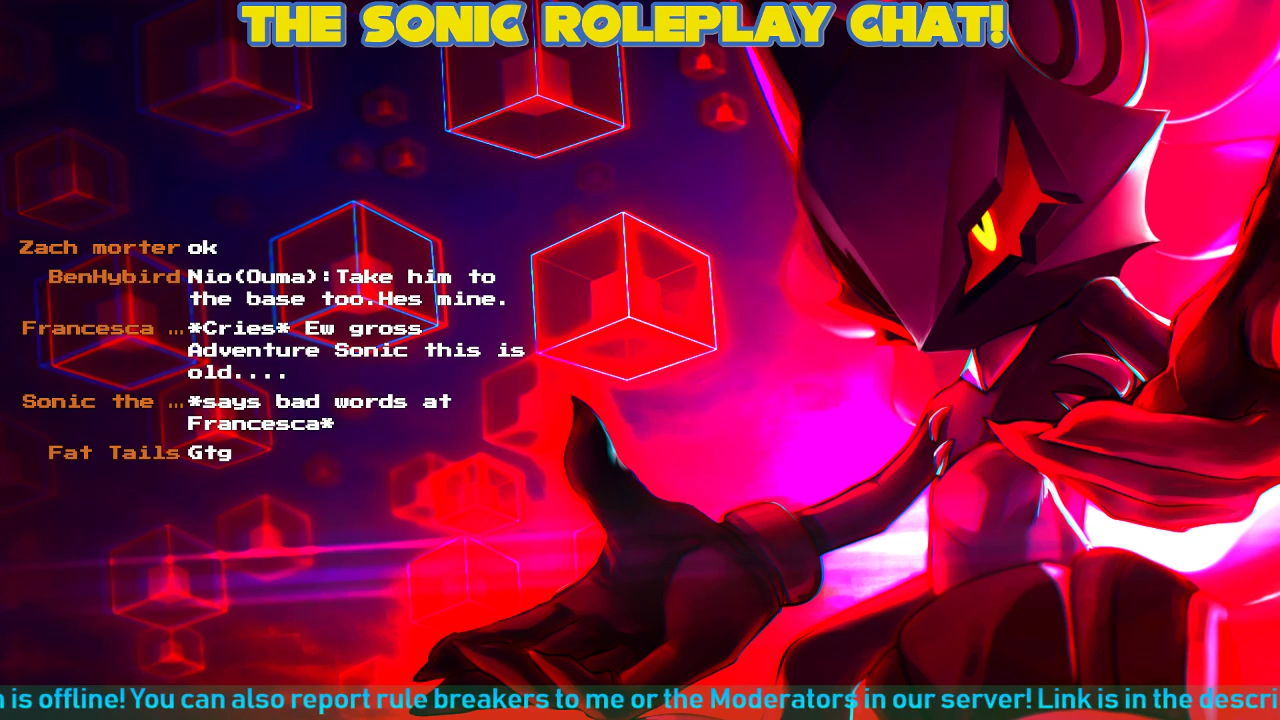 THE SONIC ROLEPLAY CHAT!
Zach morter ok
BenHybird Nio(Ouma):Take him to
the base too.Hes mine.
Francesca ... *Cries* Ew gross
Adventure Sonic this is
old....
Sonic the ... *says bad words at
Francesca*
Fat Tails Gtg
n is offline! You can also report rule breakers to me or the Moderators in our server! Link is in the descri